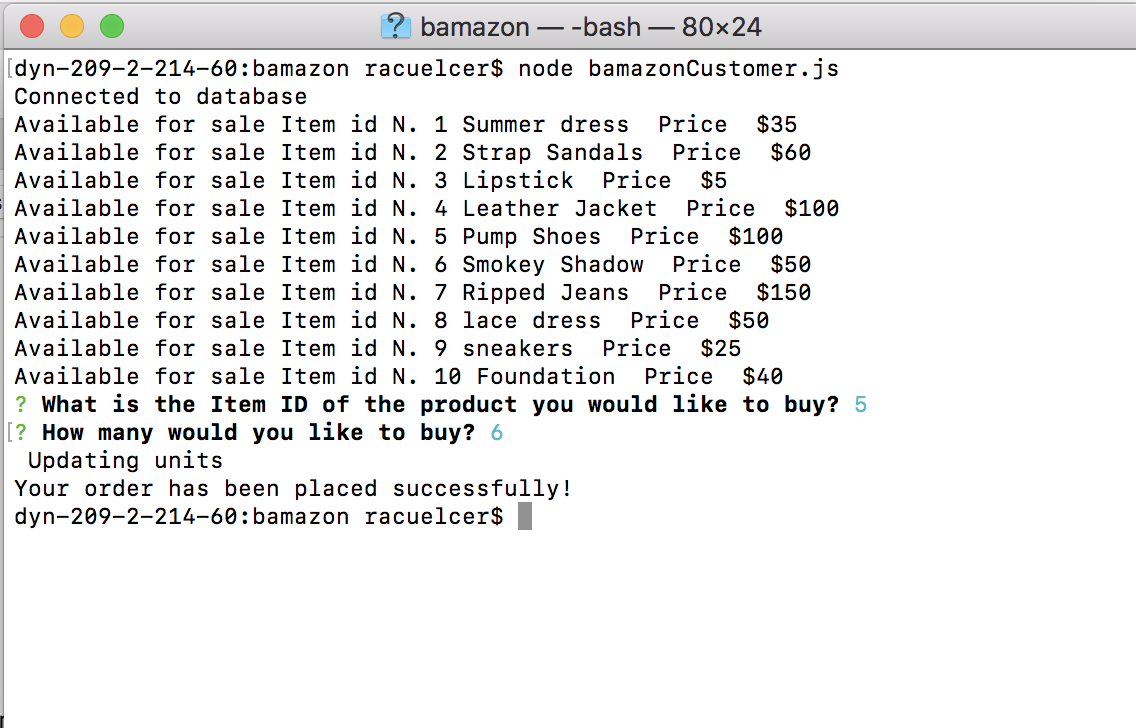 bamazon — -bash — 80×24
[dyn-209-2-214-60:bamazon racuelcer$ node bamazonCustomer.js
Connected to database
Available for sale Item id N. 1 Summer dress  Price  $35
Available for sale Item id N. 2 Strap Sandals  Price  $60
Available for sale Item id N. 3 Lipstick  Price  $5
Available for sale Item id N. 4 Leather Jacket  Price  $100
Available for sale Item id N. 5 Pump Shoes  Price  $100
Available for sale Item id N. 6 Smokey Shadow  Price  $50
Available for sale Item id N. 7 Ripped Jeans  Price  $150
Available for sale Item id N. 8 lace dress  Price  $50
Available for sale Item id N. 9 sneakers  Price  $25
Available for sale Item id N. 10 Foundation  Price  $40
? What is the Item ID of the product you would like to buy? 5
[? How many would you like to buy? 6
 Updating units
Your order has been placed successfully!
dyn-209-2-214-60:bamazon racuelcer$